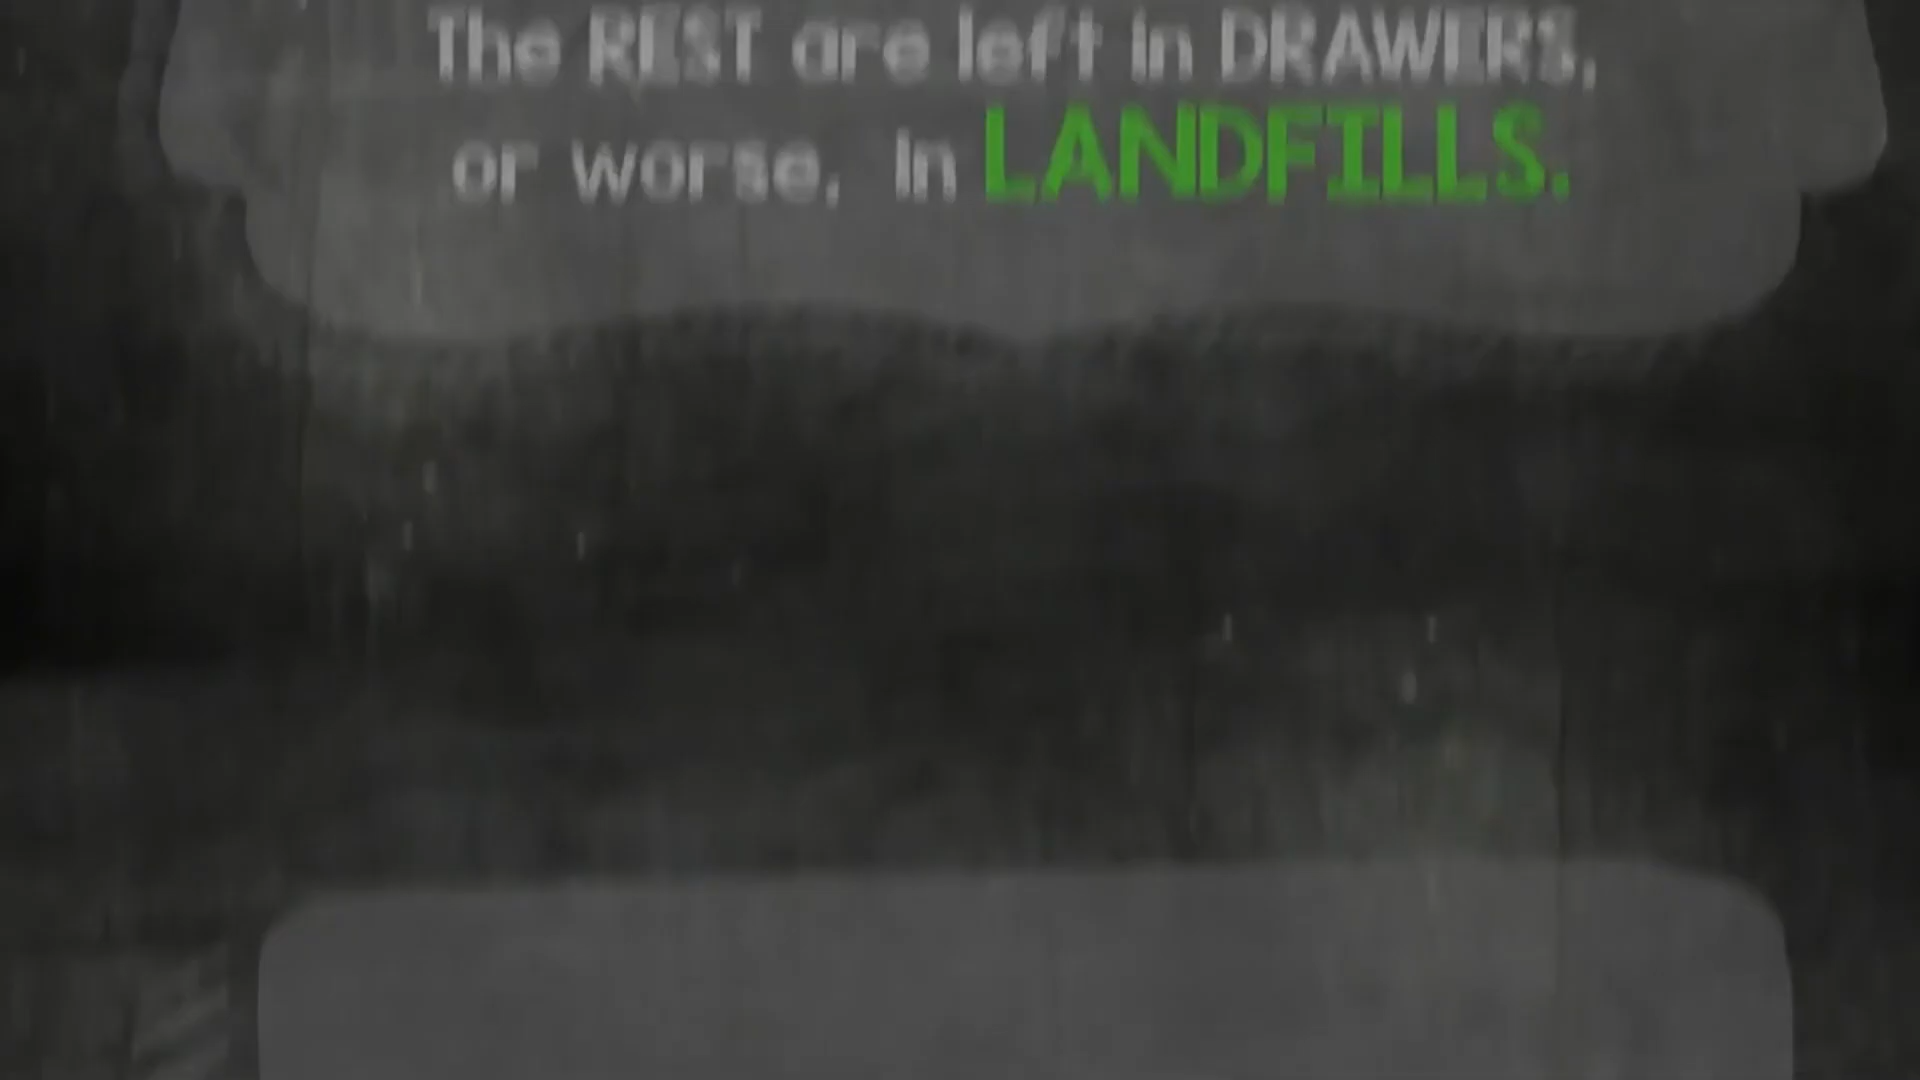 The REST are left in DRAWERS,
or worse, in LANDFILLS.